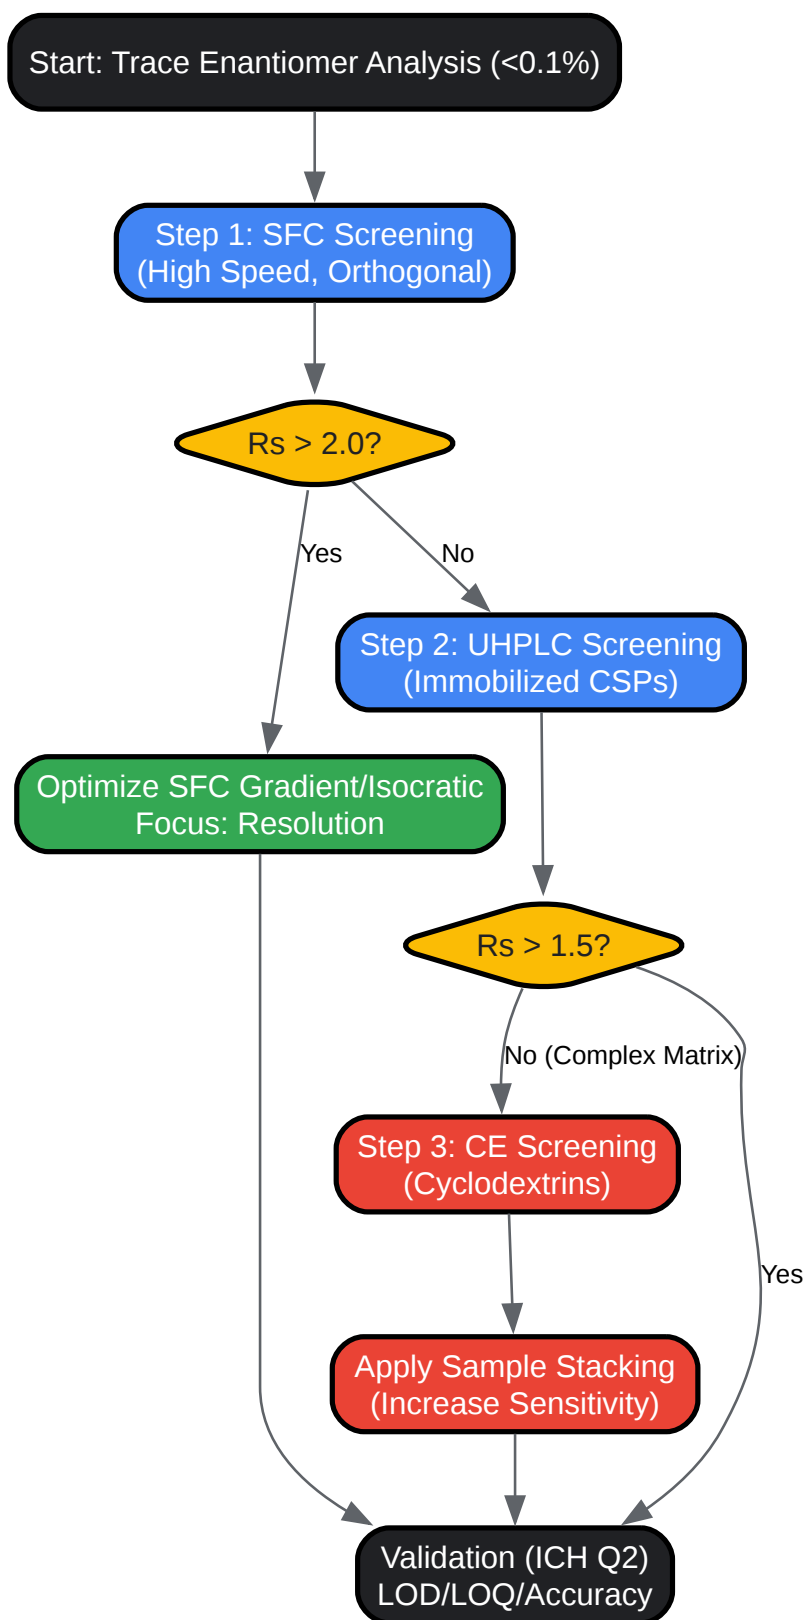 Start: Trace Enantiomer Analysis (<0.1%)
Step 1: SFC Screening
(High Speed, Orthogonal)
Rs > 2.0?
Yes
No
Step 2: UHPLC Screening
(Immobilized CSPs)
Optimize SFC Gradient/Isocratic
Focus: Resolution
Rs > 1.5?
No (Complex Matrix)
Step 3: CE Screening
(Cyclodextrins)
Yes
Apply Sample Stacking
(Increase Sensitivity)
Validation (ICH Q2)
LOD/LOQ/Accuracy